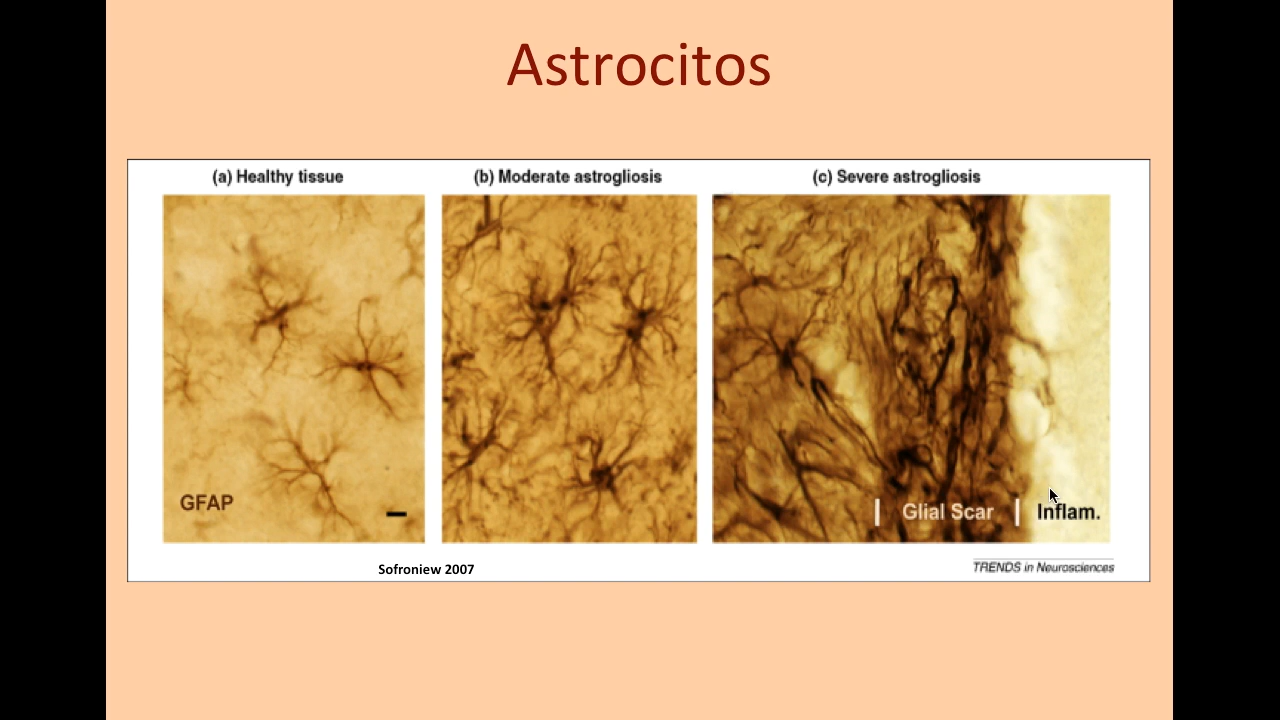 Astrocitos
(a) Healthy tissue
(b) Moderate astrogliosis
(c) Severe astrogliosis
GFAP
Glial Scar
Inflam.
Sofroniew 2007
TRENDS in Neurosciences